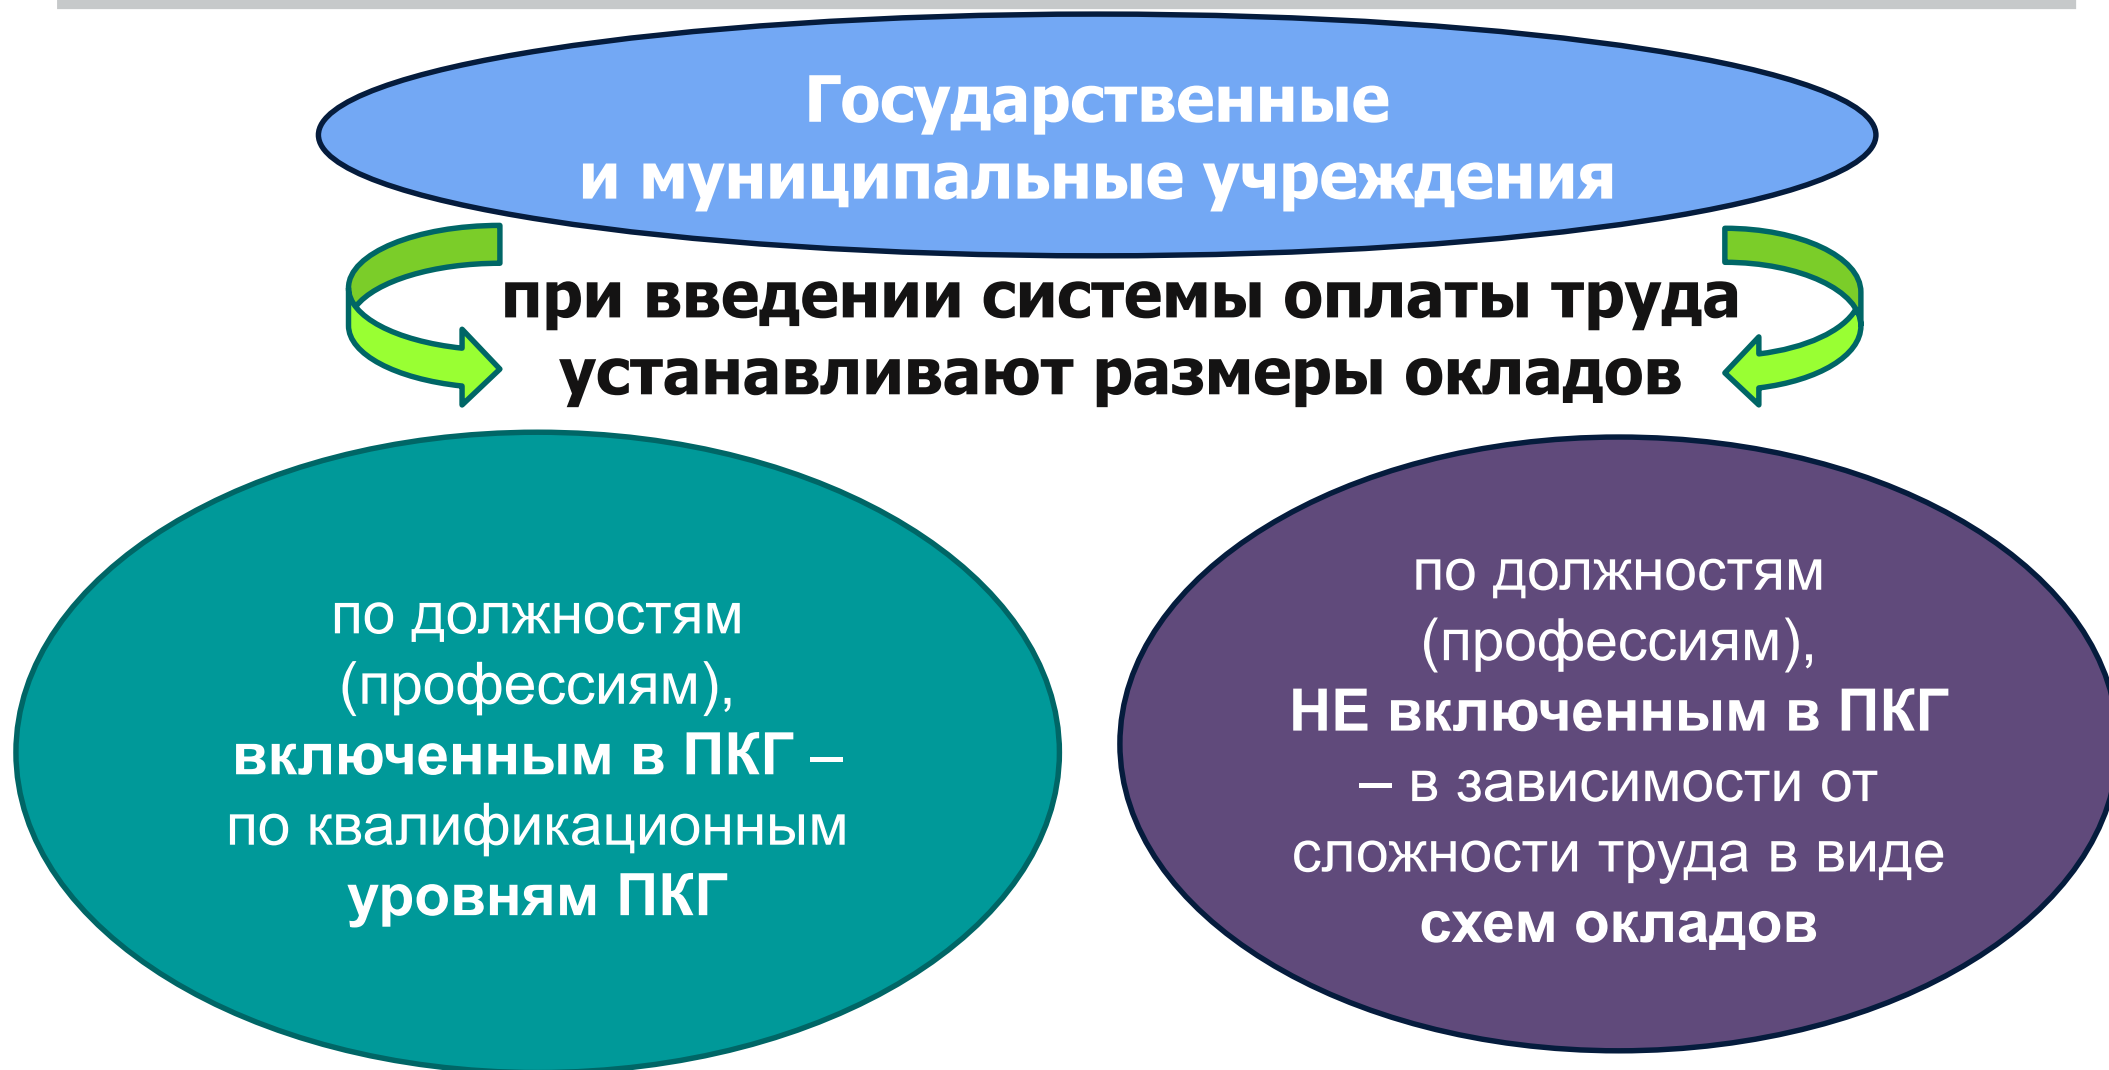 Государственные
и муниципальные учреждения
при введении системы оплаты труда
устанавливают размеры окладов
по должностям
(профессиям),
включенным в ПКГ –
по квалификационным
уровням ПКГ
по должностям
(профессиям),
НЕ включенным в ПКГ
– в зависимости от
сложности труда в виде
схем окладов